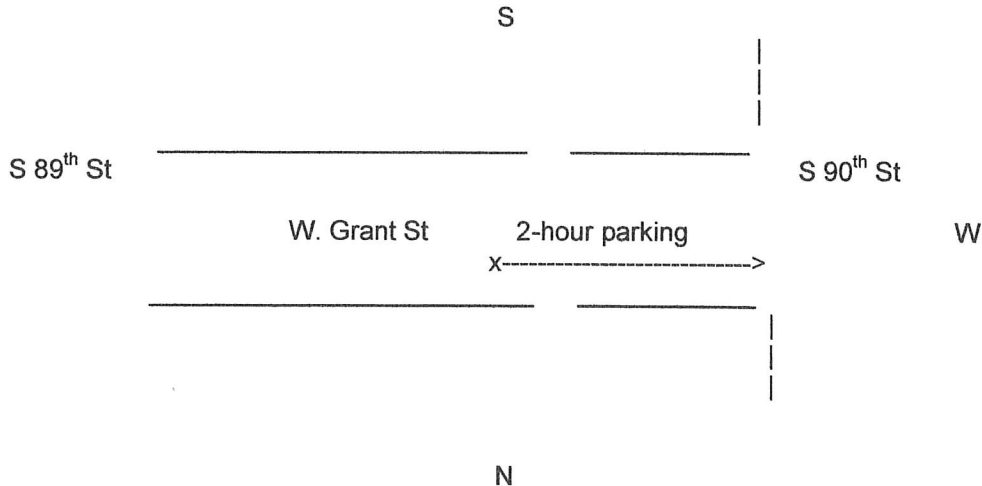 S
S 89th St
S 90th St
W. Grant St 2-hour parking W
x-------------------------->
N